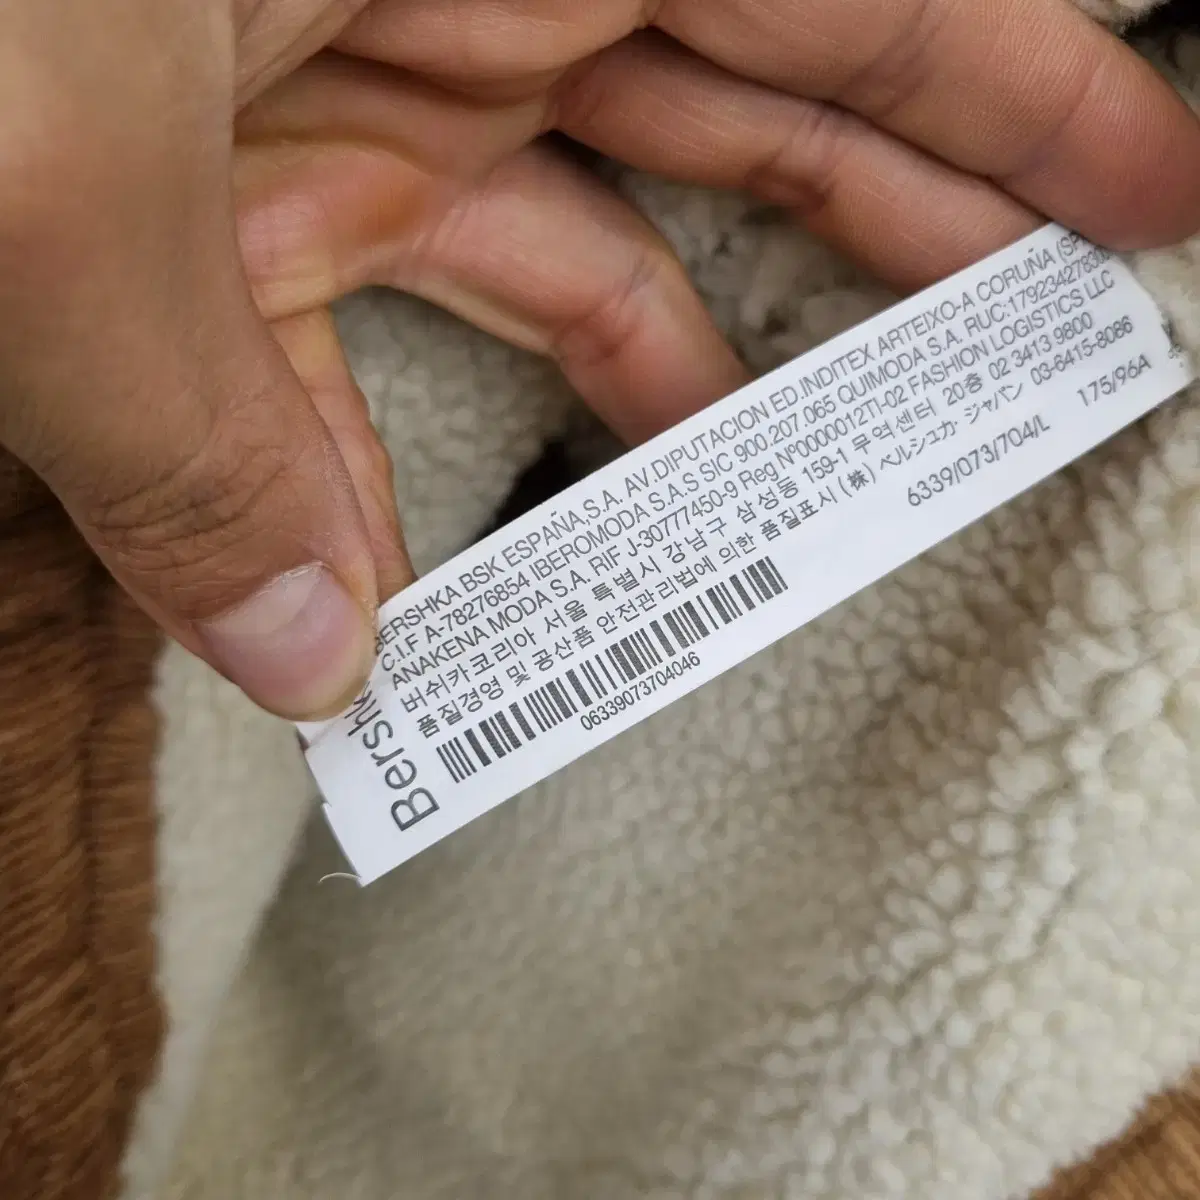 BERSHKA BSK ESPAÑA,S.A. AV.DIPUTACION ED.INDITEX ARTEIXO-A CORUÑA
C.I.F A-78276854 IBEROMODA S.A.S SIC 900.207.065 QUIMODA S.A. RUC:
ANAKENA MODA S.A. RIF J-30777450-9 Reg Nº0000012TI-02 FASHION LOGISTICS LLC
버쉬카코리아 서울 특별시 강남구 삼성동 159-1 무역센터 20층 02 3413 9800
품질경영 및 공산품 안전관리법에 의한 품질표시 (株) ベルシュカ・ジャパン 03-6415-8086
06339073704046
6339/073/704/L
175/96A
Bershk